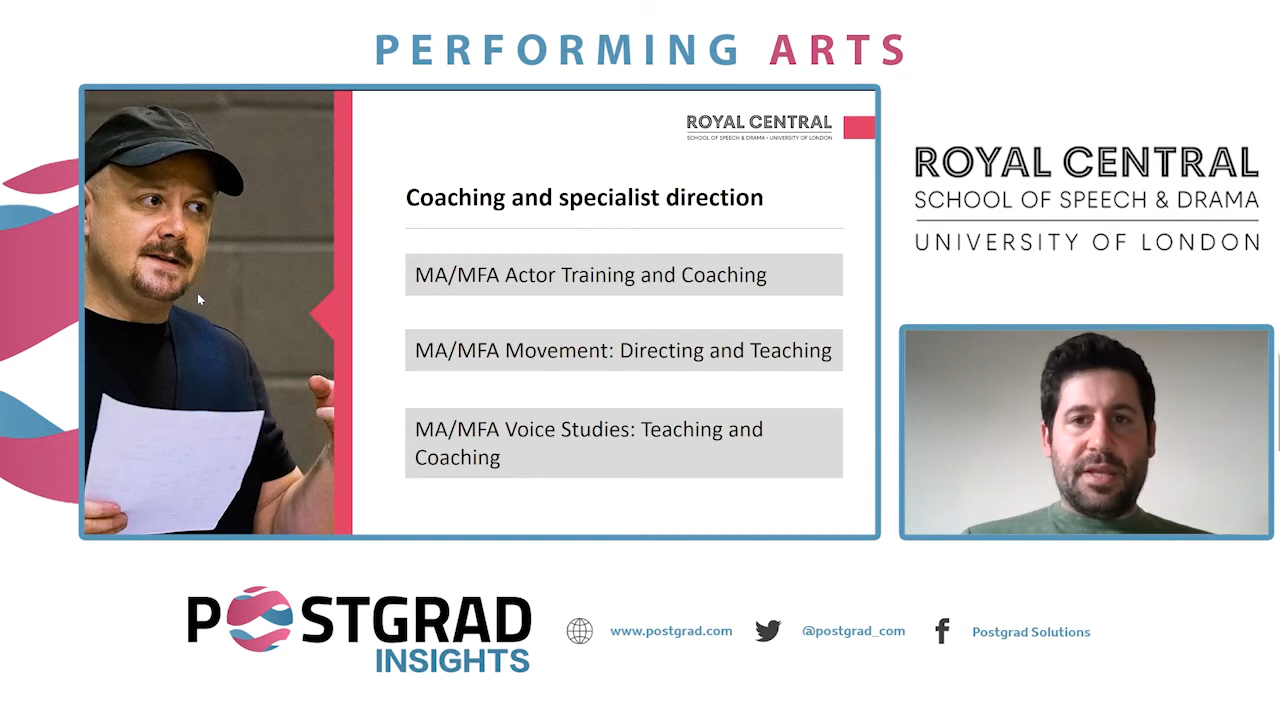 PERFORMING ARTS
ROYAL CENTRAL
SCHOOL OF SPEECH & DRAMA • UNIVERSITY OF LONDON
Coaching and specialist direction
MA/MFA Actor Training and Coaching
MA/MFA Movement: Directing and Teaching
MA/MFA Voice Studies: Teaching and
Coaching
ROYAL CENTRAL
SCHOOL OF SPEECH & DRAMA
UNIVERSITY OF LONDON
POSTGRAD
INSIGHTS
www.postgrad.com
@postgrad_com
Postgrad Solutions